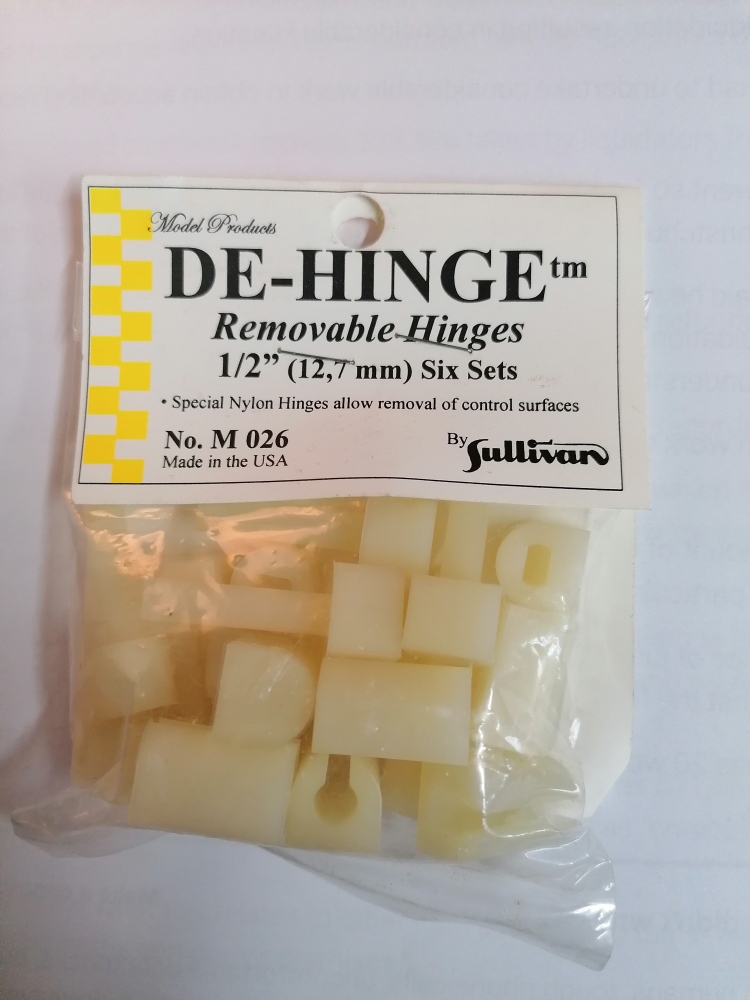 Model Products
DE-HINGE™
Removable Hinges
1/2” (12,7 mm) Six Sets
• Special Nylon Hinges allow removal of control surfaces
No. M 026
Made in the USA
By Sullivan